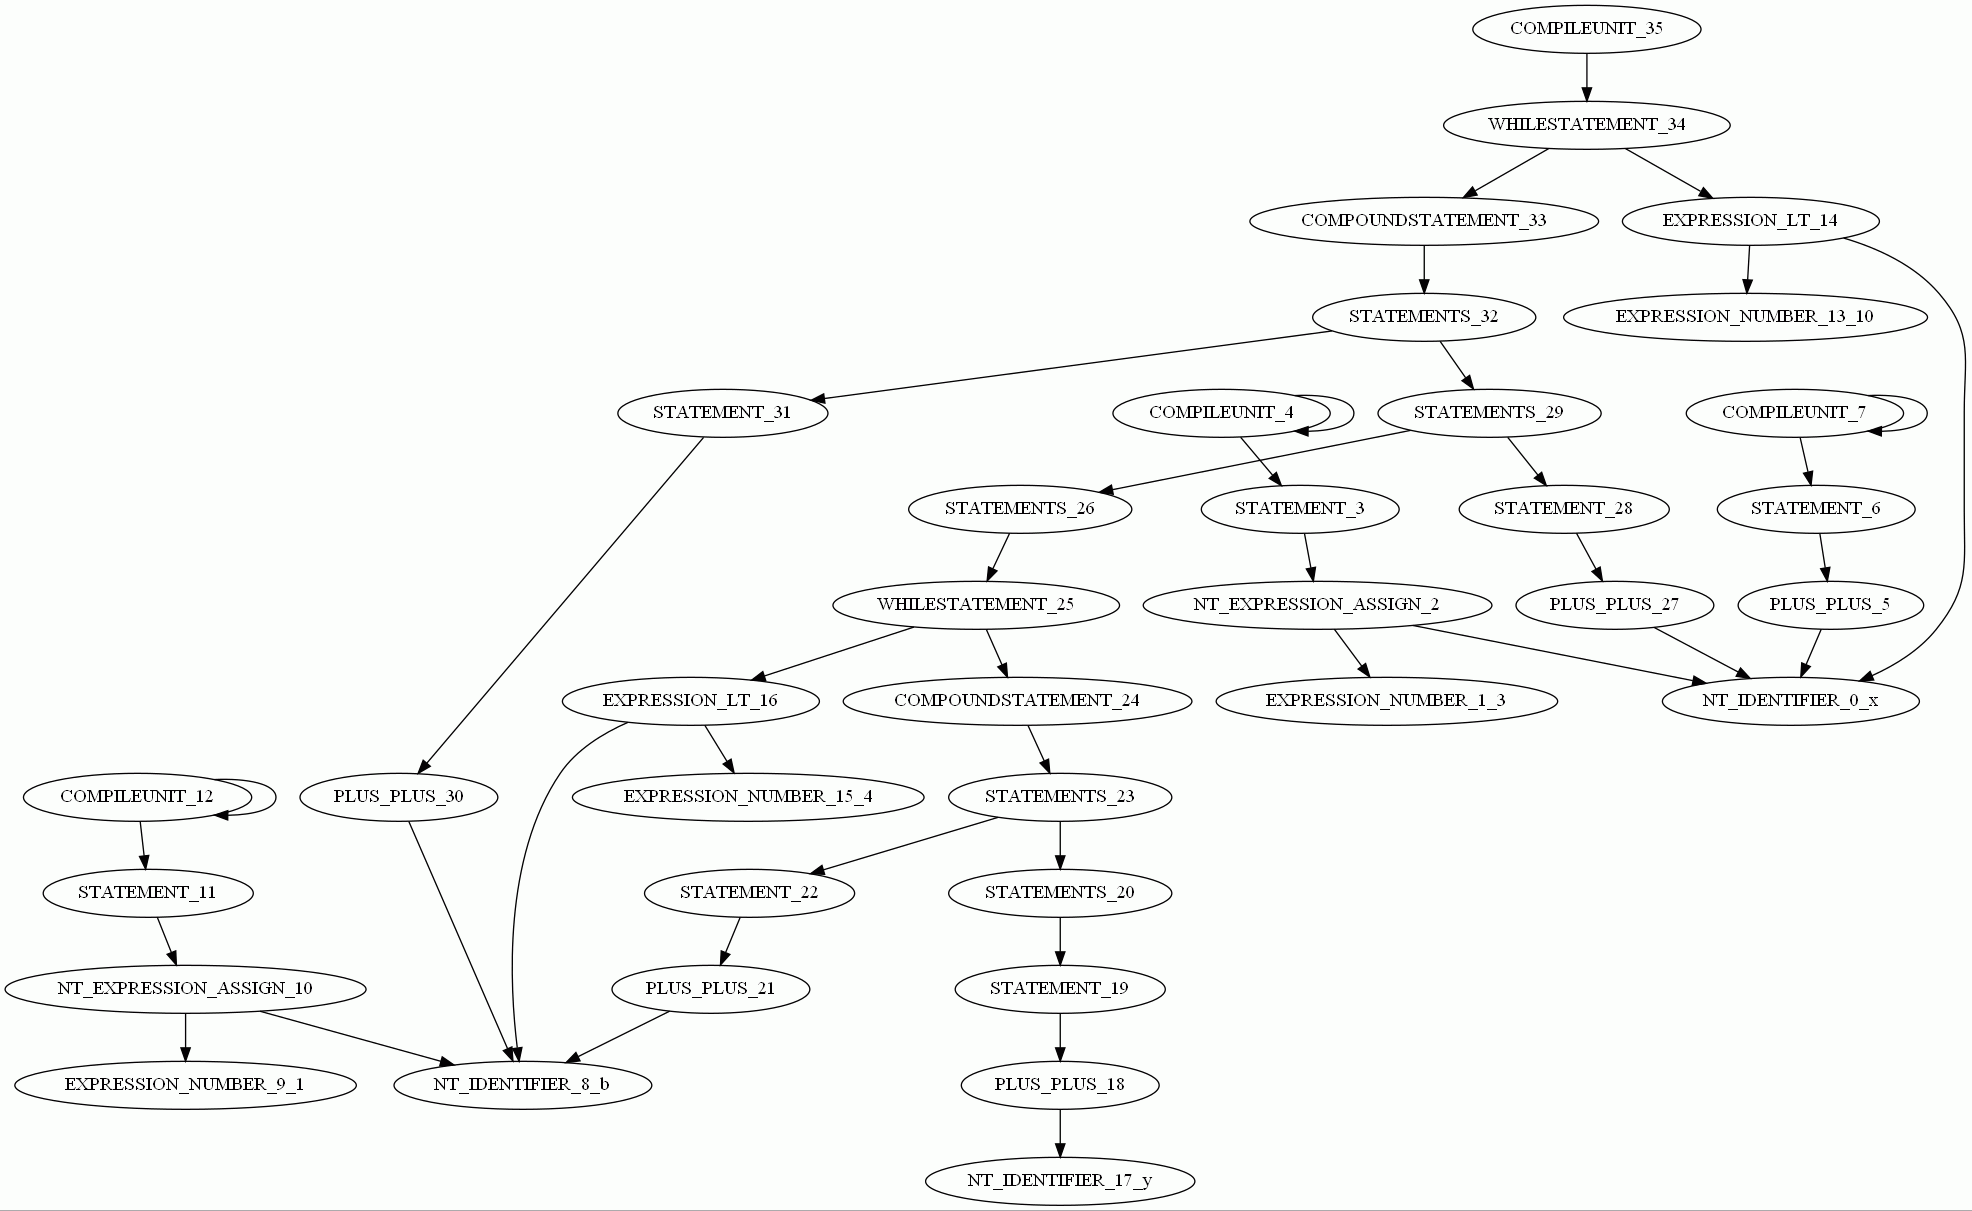 COMPILEUNIT_35
WHILESTATEMENT_34
COMPOUNDSTATEMENT_33
EXPRESSION_LT_14
STATEMENTS_32
EXPRESSION_NUMBER_13_10
STATEMENT_31
COMPILEUNIT_4
STATEMENTS_29
COMPILEUNIT_7
STATEMENTS_26
STATEMENT_3
STATEMENT_28
STATEMENT_6
WHILESTATEMENT_25
NT_EXPRESSION_ASSIGN_2
PLUS_PLUS_27
PLUS_PLUS_5
EXPRESSION_LT_16
COMPOUNDSTATEMENT_24
EXPRESSION_NUMBER_1_3
NT_IDENTIFIER_0_x
COMPILEUNIT_12
PLUS_PLUS_30
EXPRESSION_NUMBER_15_4
STATEMENTS_23
STATEMENT_11
STATEMENT_22
STATEMENTS_20
NT_EXPRESSION_ASSIGN_10
PLUS_PLUS_21
STATEMENT_19
EXPRESSION_NUMBER_9_1
NT_IDENTIFIER_8_b
PLUS_PLUS_18
NT_IDENTIFIER_17_y